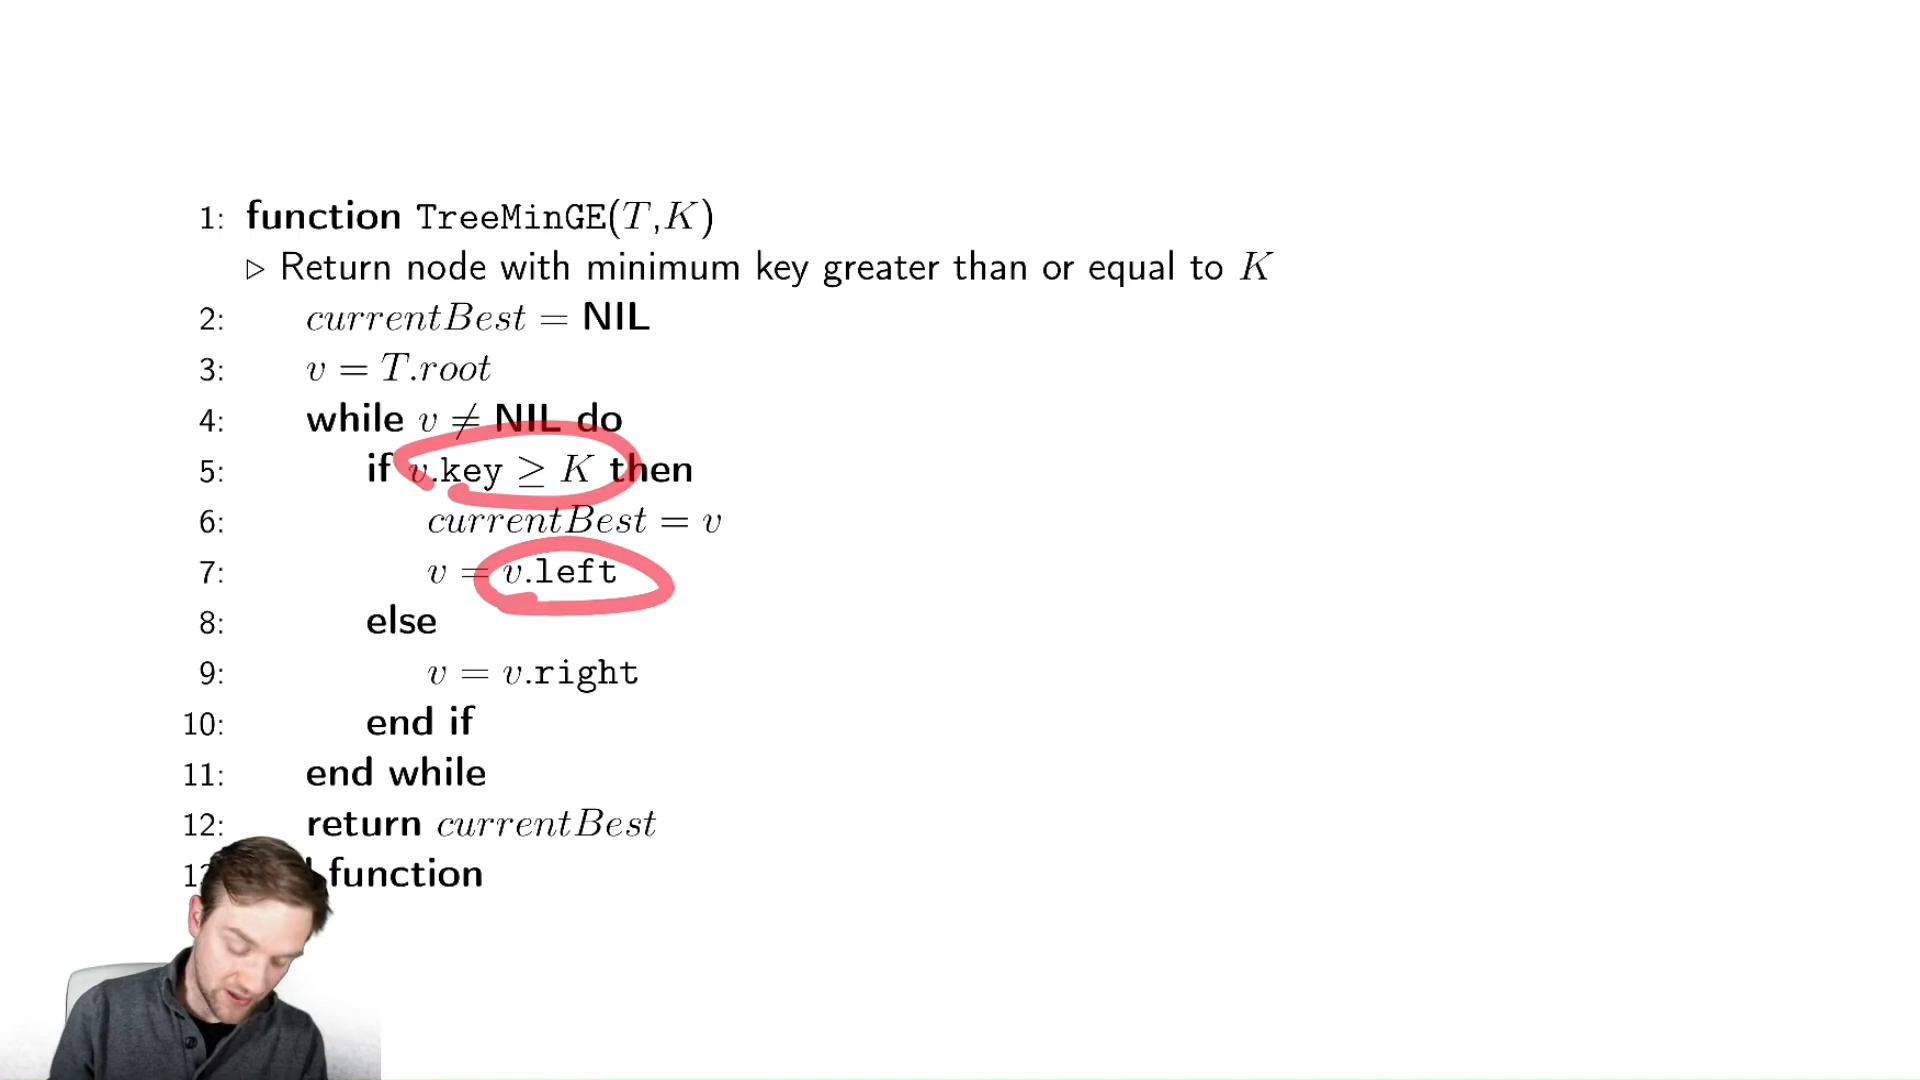 1: function TreeMinGE(T,K)
▷ Return node with minimum key greater than or equal to K
2: currentBest = NIL
3: v = T.root
4: while v ≠ NIL do
5: if v.key ≥ K then
6: currentBest = v
7: v = v.left
8: else
9: v = v.right
10: end if
11: end while
12: return currentBest
function